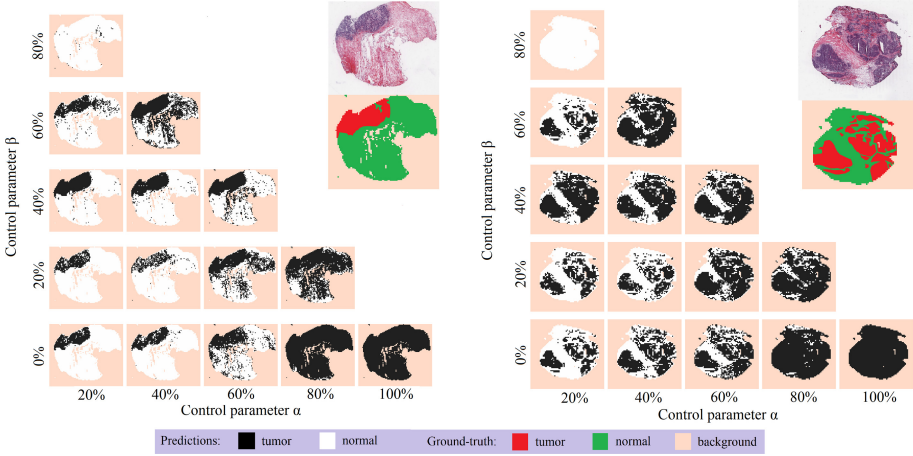 80%
60%
40%
20%
0%
Control parameter β
20% 40% 60% 80% 100%
Control parameter α
80%
60%
40%
20%
0%
Control parameter β
20% 40% 60% 80% 100%
Control parameter α
Predictions: tumor normal Ground-truth: tumor normal background